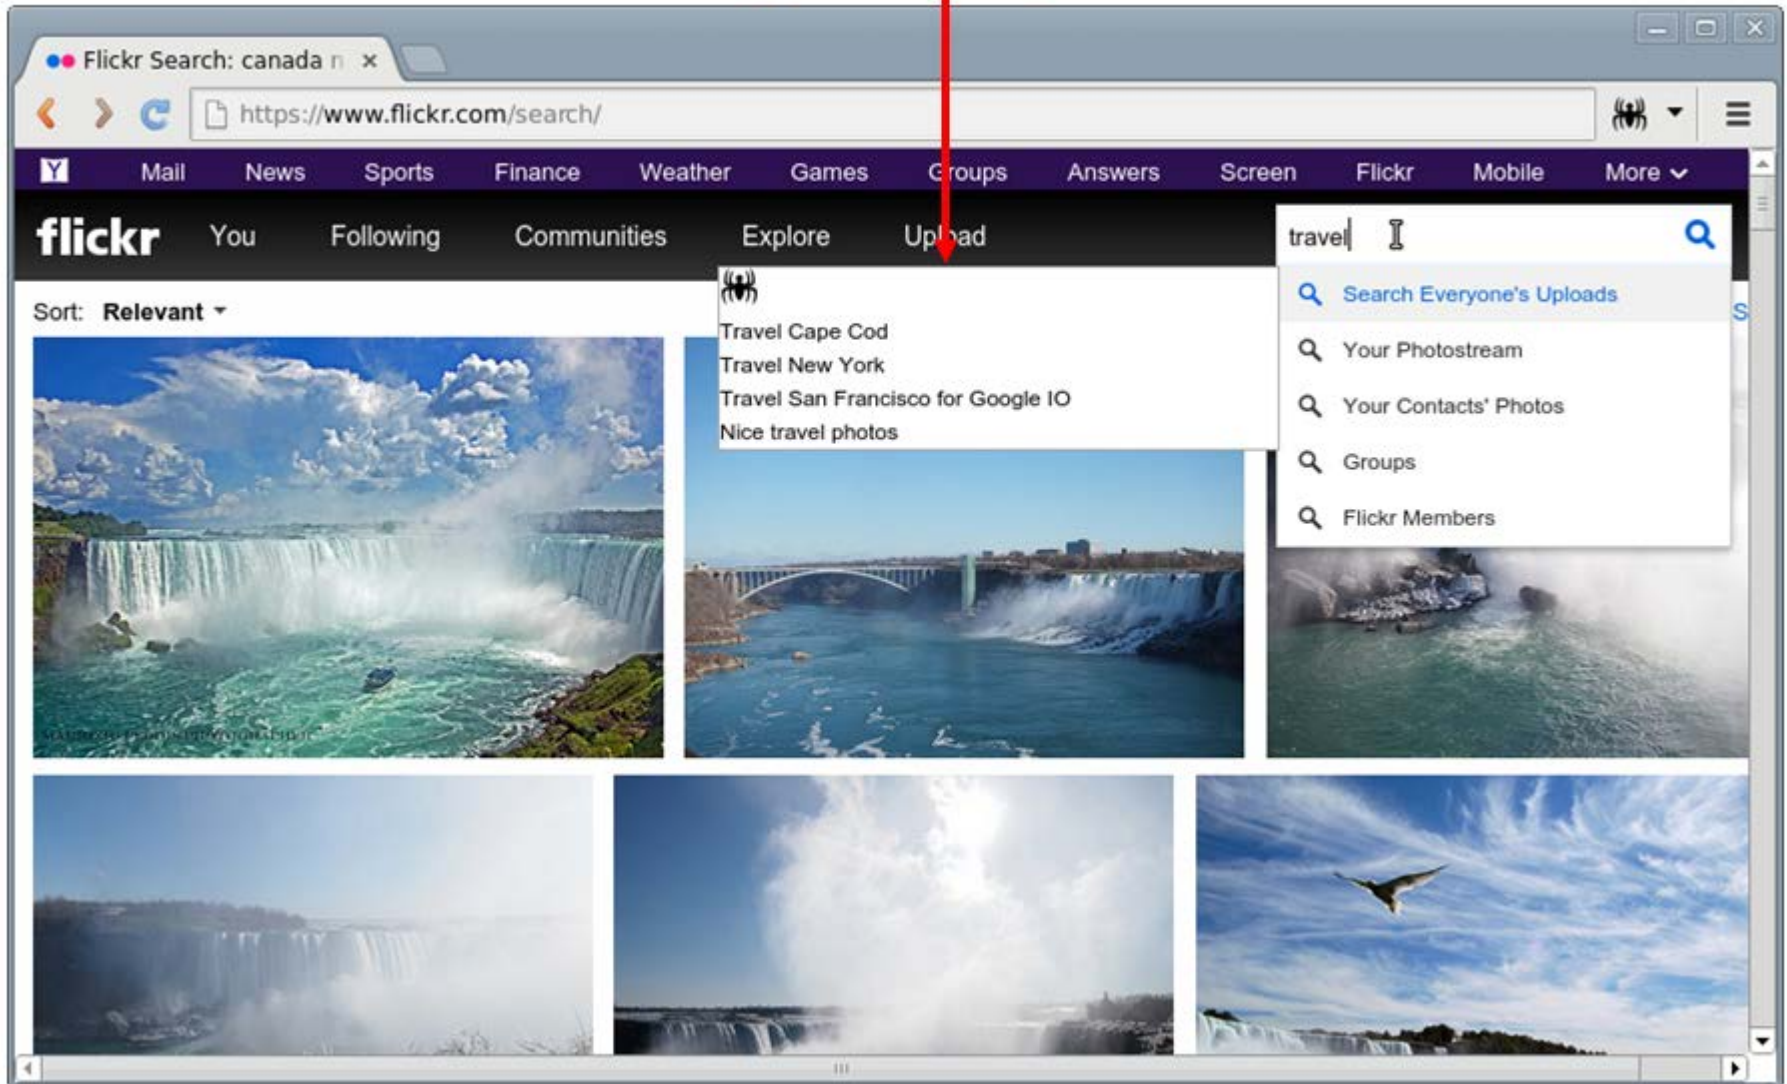 Flickr Search: canada n
https://www.flickr.com/search/
Mail News Sports Finance Weather Games Groups Answers Screen Flickr Mobile More
flickr You Following Communities Explore Upload travel
Sort: Relevant
S
Travel Cape Cod
Travel New York
Travel San Francisco for Google IO
Nice travel photos
Search Everyone's Uploads
Your Photostream
Your Contacts' Photos
Groups
Flickr Members